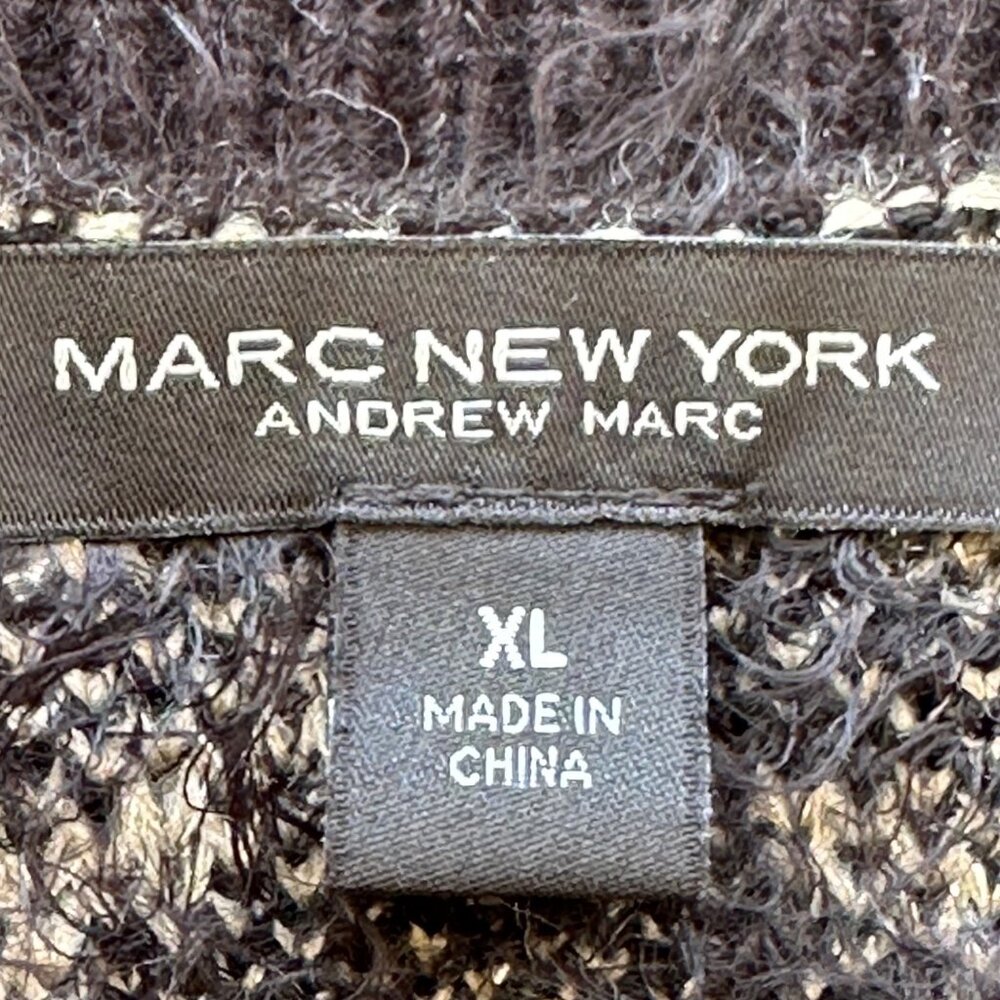 MARC NEW YORK
ANDREW MARC
XL
MADE IN
CHINA